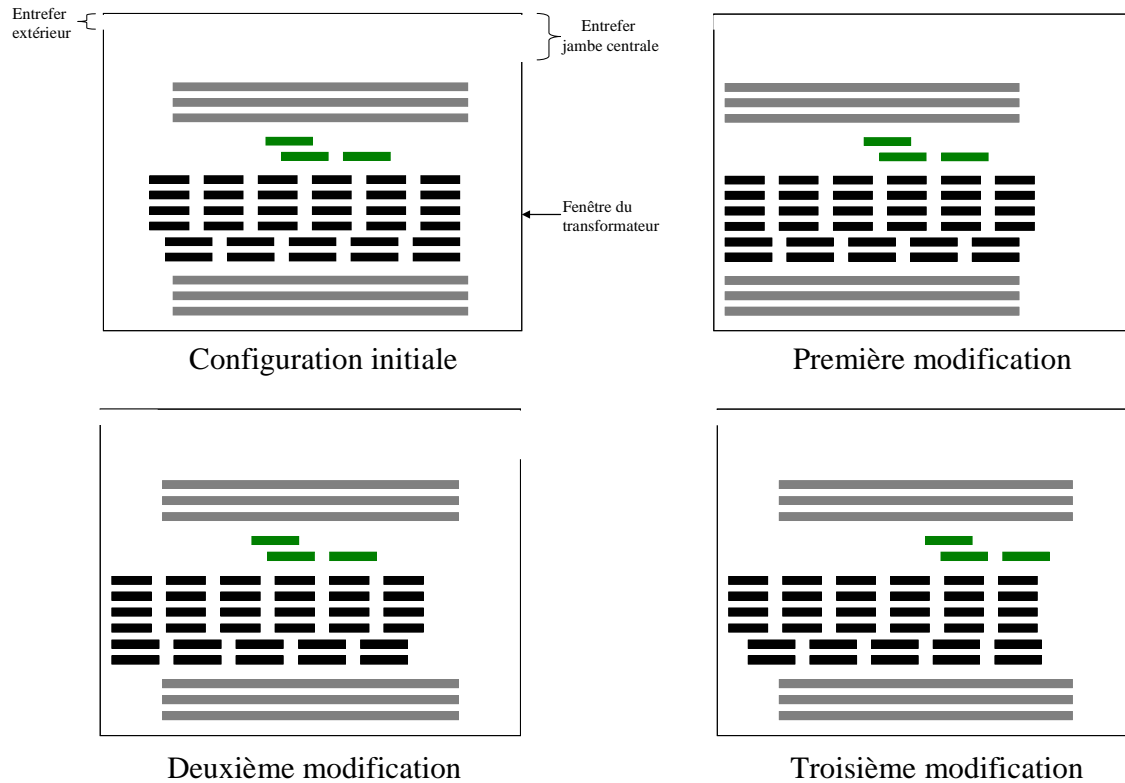 Entrefer
extérieur
Entrefer
jambe centrale
Fenêtre du
transformateur
Configuration initiale
Première modification
Deuxième modification
Troisième modification